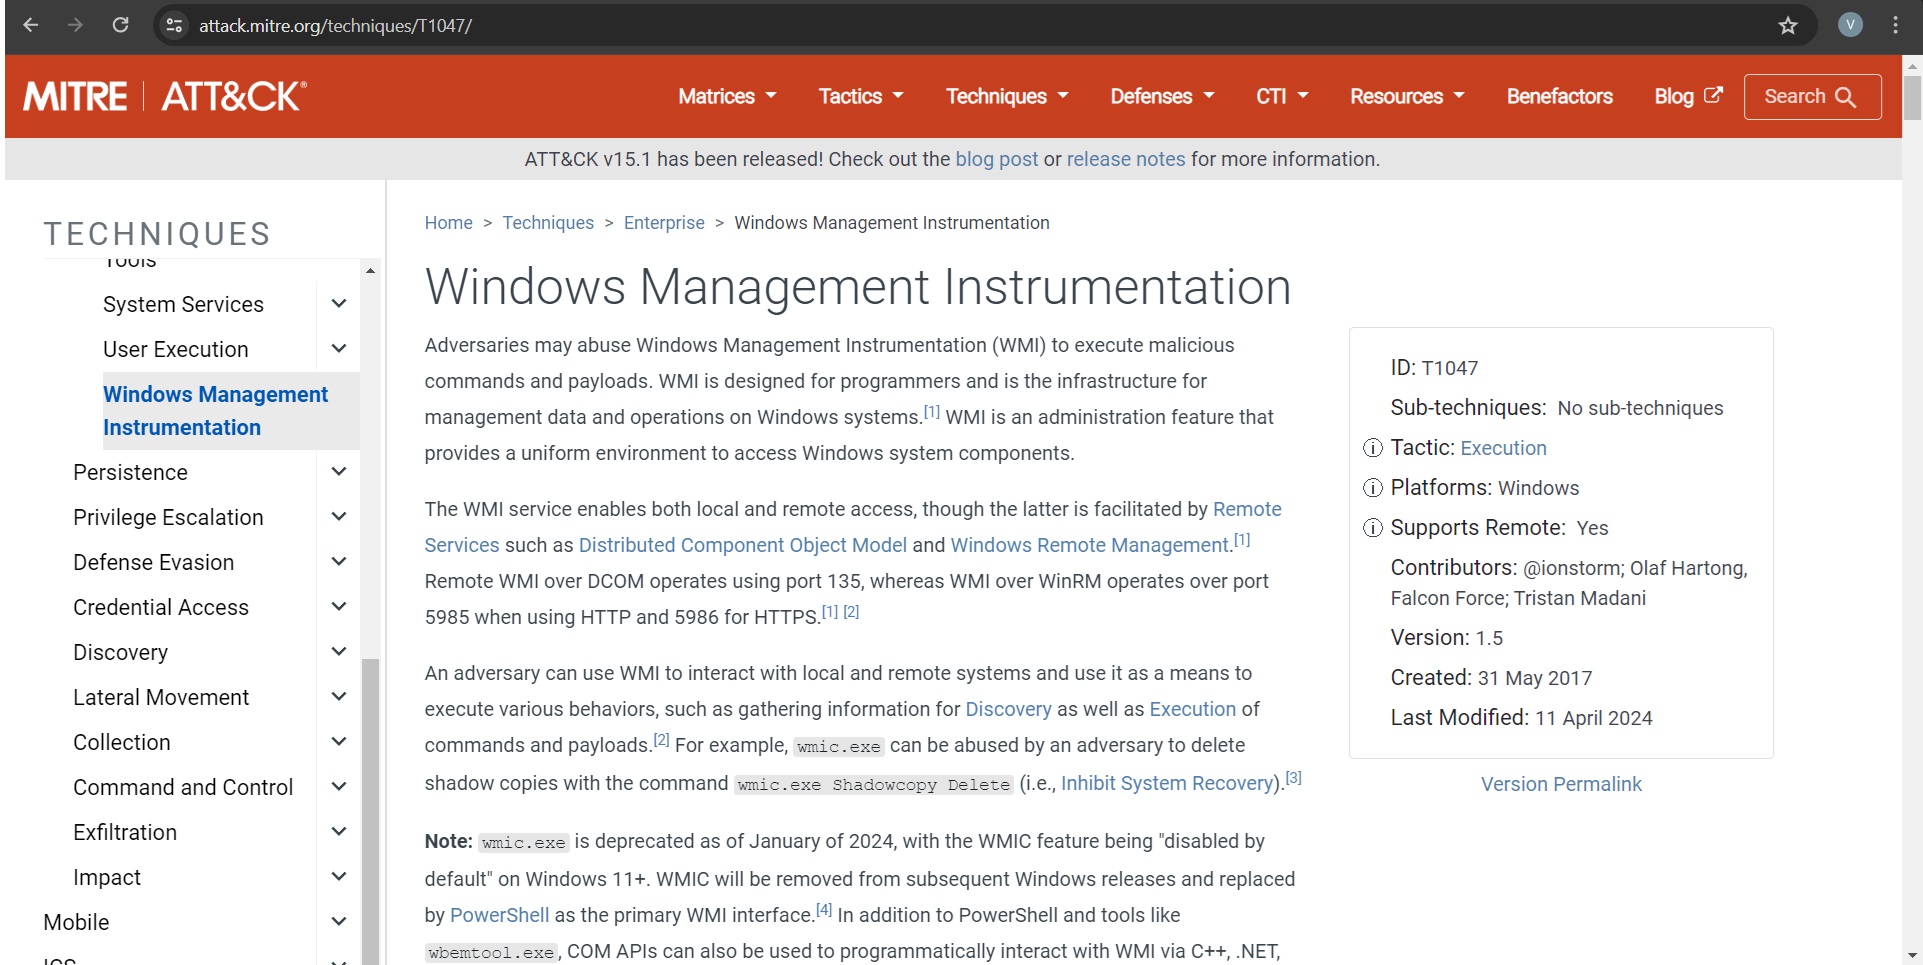 attack.mitre.org/techniques/T1047/
V
MITRE | ATT&CK®
Matrices Tactics Techniques Defenses CTI Resources Benefactors Blog Search
ATT&CK v15.1 has been released! Check out the blog post or release notes for more information.
TECHNIQUES
Tools
System Services
User Execution
Windows Management
Instrumentation
Persistence
Privilege Escalation
Defense Evasion
Credential Access
Discovery
Lateral Movement
Collection
Command and Control
Exfiltration
Impact
Mobile
ICS
Home > Techniques > Enterprise > Windows Management Instrumentation
Windows Management Instrumentation
Adversaries may abuse Windows Management Instrumentation (WMI) to execute malicious
commands and payloads. WMI is designed for programmers and is the infrastructure for
management data and operations on Windows systems.[1] WMI is an administration feature that
provides a uniform environment to access Windows system components.
The WMI service enables both local and remote access, though the latter is facilitated by Remote
Services such as Distributed Component Object Model and Windows Remote Management.[1]
Remote WMI over DCOM operates using port 135, whereas WMI over WinRM operates over port
5985 when using HTTP and 5986 for HTTPS.[1] [2]
An adversary can use WMI to interact with local and remote systems and use it as a means to
execute various behaviors, such as gathering information for Discovery as well as Execution of
commands and payloads.[2] For example, wmic.exe can be abused by an adversary to delete
shadow copies with the command wmic.exe Shadowcopy Delete (i.e., Inhibit System Recovery).[3]
Note: wmic.exe is deprecated as of January of 2024, with the WMIC feature being "disabled by
default" on Windows 11+. WMIC will be removed from subsequent Windows releases and replaced
by PowerShell as the primary WMI interface.[4] In addition to PowerShell and tools like
wbemtool.exe, COM APIs can also be used to programmatically interact with WMI via C++, .NET,
ID: T1047
Sub-techniques: No sub-techniques
Tactic: Execution
Platforms: Windows
Supports Remote: Yes
Contributors: @ionstorm; Olaf Hartong,
Falcon Force; Tristan Madani
Version: 1.5
Created: 31 May 2017
Last Modified: 11 April 2024
Version Permalink